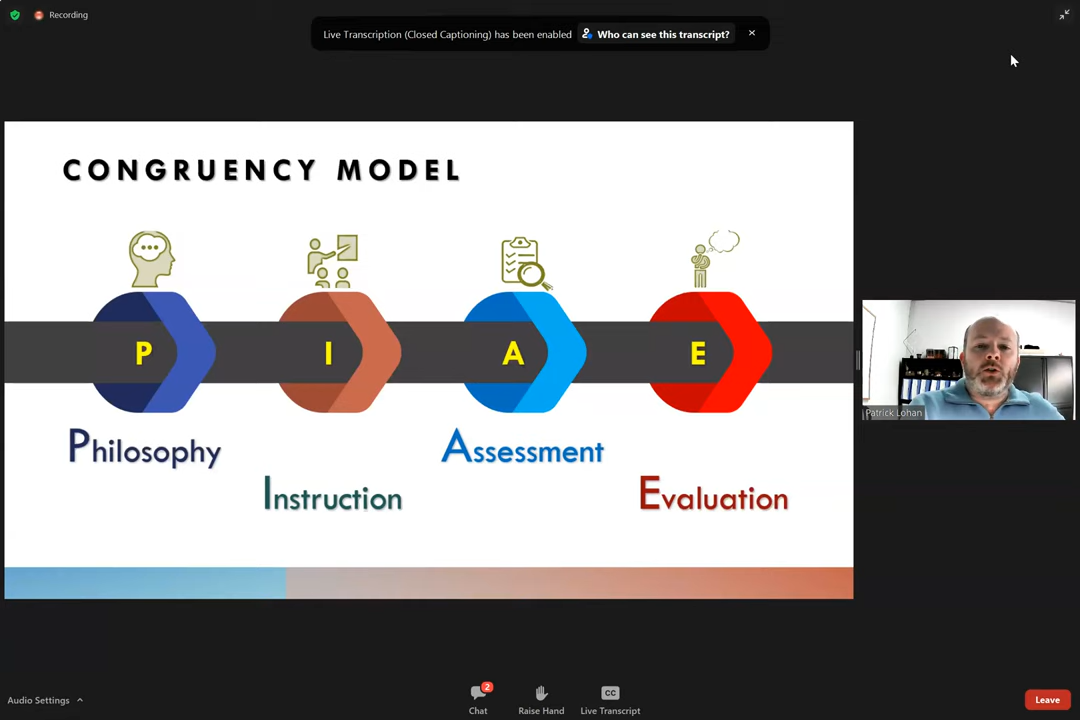 Recording
Live Transcription (Closed Captioning) has been enabled Who can see this transcript?
CONGRUENCY MODEL
P I A E
Philosophy
Assessment
Instruction
Evaluation
Patrick Lohan
Audio Settings
2
Chat
Raise Hand
CC
Live Transcript
Leave